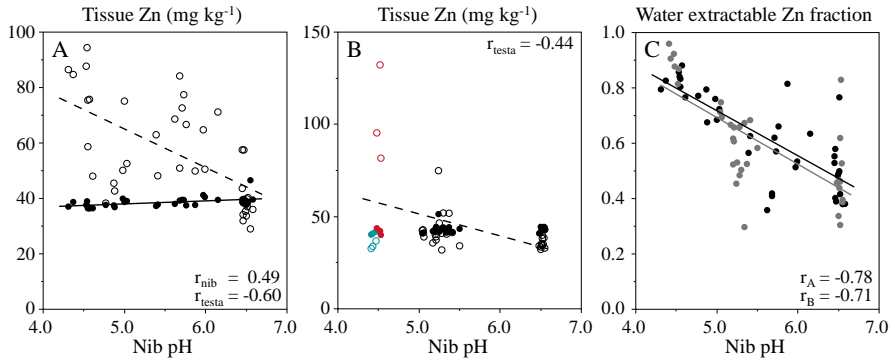 Tissue Zn (mg kg-1)
A
100
80
60
40
20
0
4.0 5.0 6.0 7.0
Nib pH
rnib = 0.49
rtesta = -0.60
Tissue Zn (mg kg-1)
B
rtesta = -0.44
150
100
50
0
4.0 5.0 6.0 7.0
Nib pH
Water extractable Zn fraction
C
1.0
0.8
0.6
0.4
0.2
0.0
4.0 5.0 6.0 7.0
Nib pH
rA = -0.78
rB = -0.71